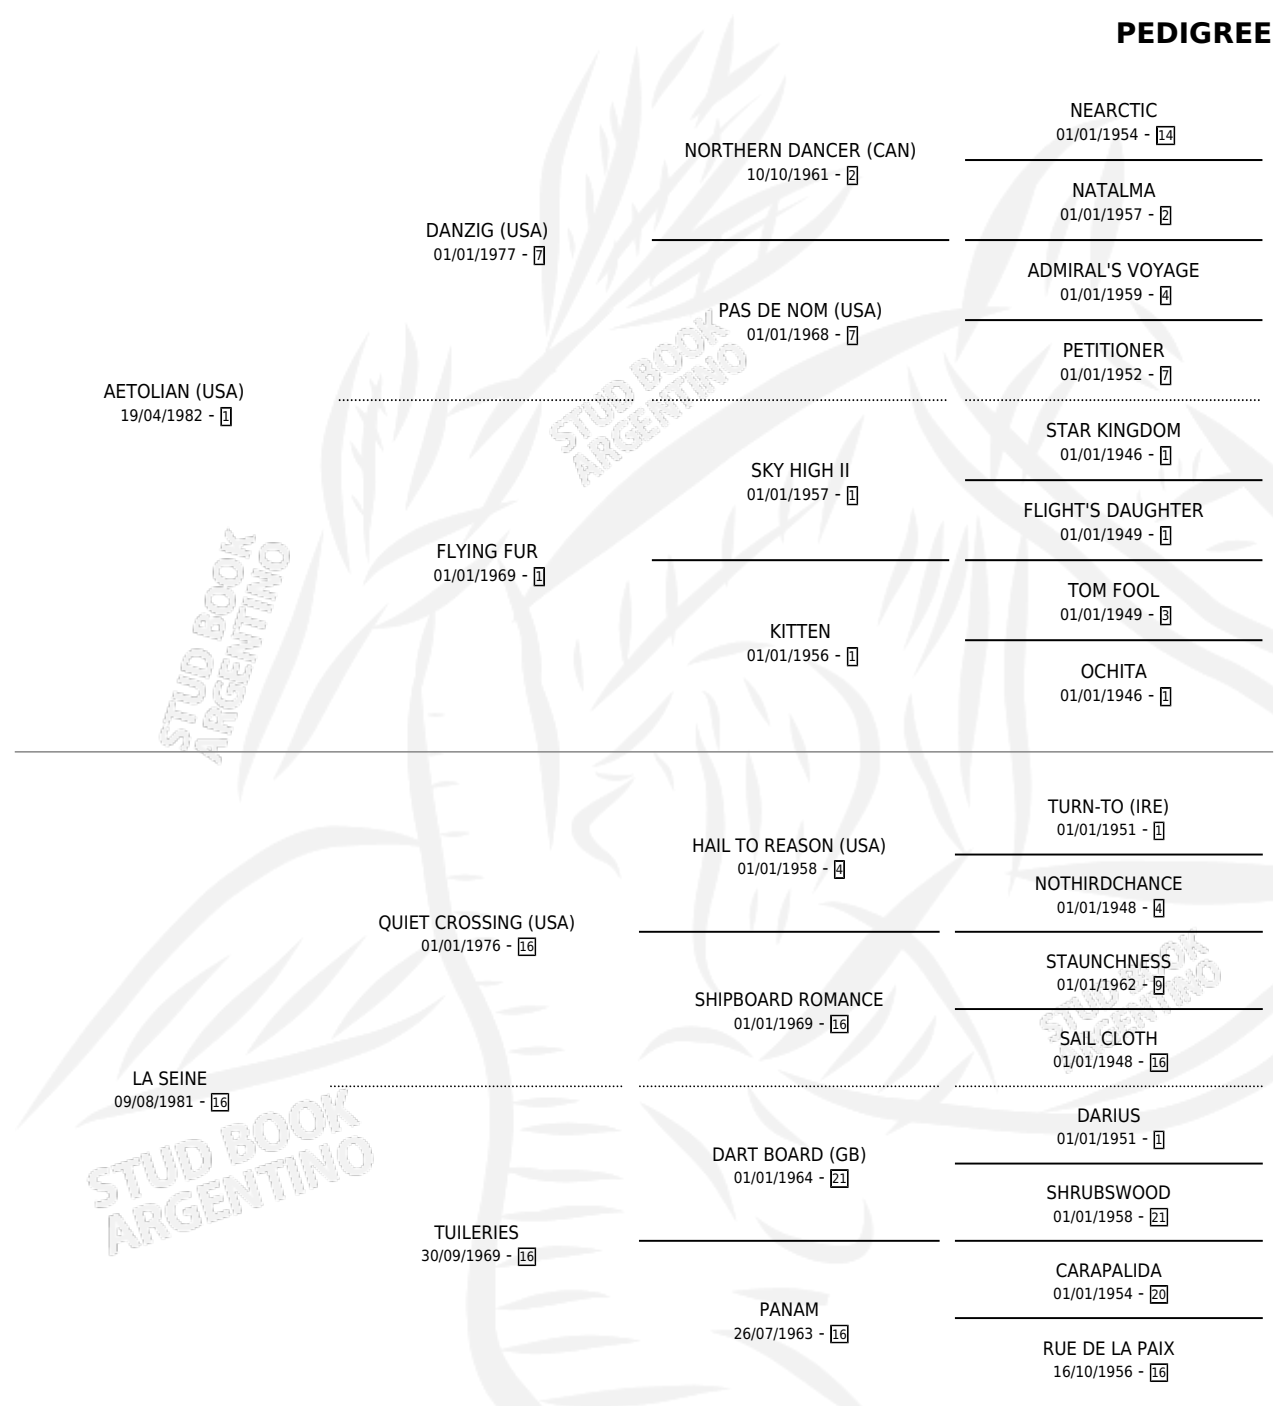 PEDIGREE
NEARCTIC
01/01/1954 - 14
NORTHERN DANCER (CAN)
10/10/1961 - 2
NATALMA
01/01/1957 - 2
DANZIG (USA)
01/01/1977 - 7
ADMIRAL'S VOYAGE
01/01/1959 - 4
PAS DE NOM (USA)
01/01/1968 - 7
PETITIONER
01/01/1952 - 7
AETOLIAN (USA)
19/04/1982 - 1
STAR KINGDOM
01/01/1946 - 1
SKY HIGH II
01/01/1957 - 1
FLIGHT'S DAUGHTER
01/01/1949 - 1
FLYING FUR
01/01/1969 - 1
TOM FOOL
01/01/1949 - 3
KITTEN
01/01/1956 - 1
OCHITA
01/01/1946 - 1
TURN-TO (IRE)
01/01/1951 - 1
HAIL TO REASON (USA)
01/01/1958 - 4
NOTHIRDCHANCE
01/01/1948 - 4
QUIET CROSSING (USA)
01/01/1976 - 16
STAUNCHNESS
01/01/1962 - 9
SHIPBOARD ROMANCE
01/01/1969 - 16
SAIL CLOTH
01/01/1948 - 16
LA SEINE
09/08/1981 - 16
DARIUS
01/01/1951 - 1
DART BOARD (GB)
01/01/1964 - 21
SHRUBSWOOD
01/01/1958 - 21
TUILERIES
30/09/1969 - 16
CARAPALIDA
01/01/1954 - 20
PANAM
26/07/1963 - 16
RUE DE LA PAIX
16/10/1956 - 16
STUD BOOK
ARGENTINO
STUD BOOK
ARGENTINO
STUD BOOK
ARGENTINO
STUD BOOK
ARGENTINO